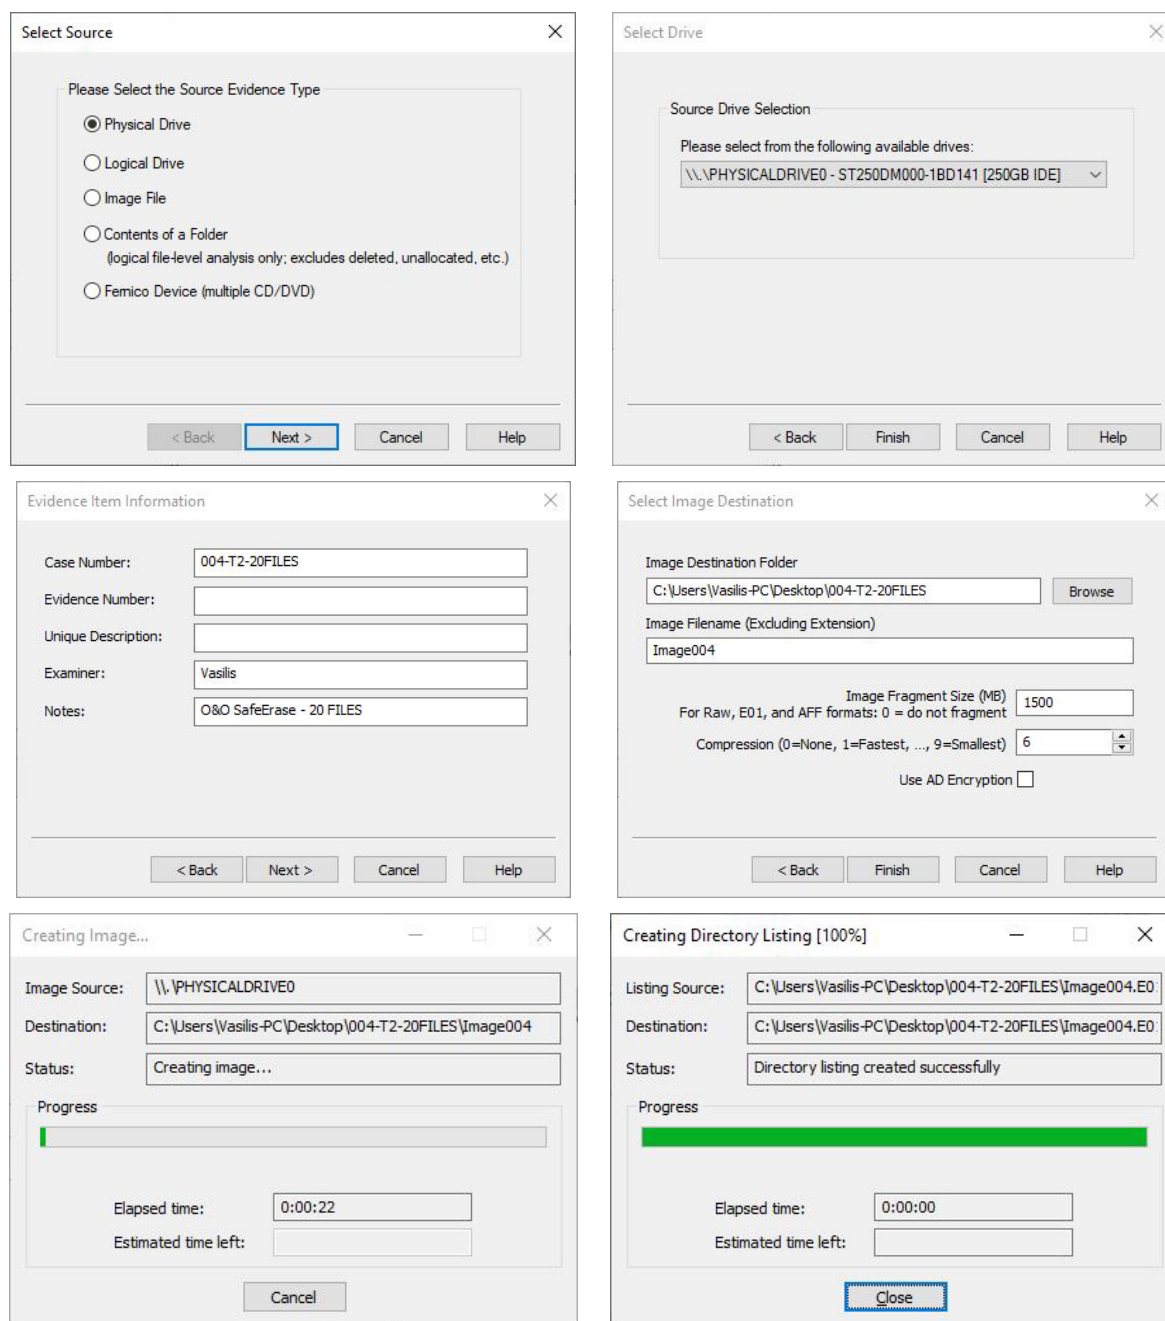 Select Source
Please Select the Source Evidence Type
Physical Drive
Logical Drive
Image File
Contents of a Folder
(logical file-level analysis only; excludes deleted, unallocated, etc.)
Fernico Device (multiple CD/DVD)
< Back Next > Cancel Help
Select Drive
Source Drive Selection
Please select from the following available drives:
\\.\PHYSICALDRIVE0 - ST250DM000-1BD141 [250GB IDE]
< Back Finish Cancel Help
Evidence Item Information
Case Number: 004-T2-20FILES
Evidence Number:
Unique Description:
Examiner: Vasilis
Notes: O&O SafeErase - 20 FILES
< Back Next > Cancel Help
Select Image Destination
Image Destination Folder
C:\Users\Vasilis-PC\Desktop\004-T2-20FILES Browse
Image Filename (Excluding Extension)
Image004
Image Fragment Size (MB) 1500
For Raw, E01, and AFF formats: 0 = do not fragment
Compression (0=None, 1=Fastest, ..., 9=Smallest) 6
Use AD Encryption
< Back Finish Cancel Help
Creating Image...
Image Source: \\.\PHYSICALDRIVE0
Destination: C:\Users\Vasilis-PC\Desktop\004-T2-20FILES\Image004
Status: Creating image...
Progress
Elapsed time: 0:00:22
Estimated time left:
Cancel
Creating Directory Listing [100%]
Listing Source: C:\Users\Vasilis-PC\Desktop\004-T2-20FILES\Image004.E0
Destination: C:\Users\Vasilis-PC\Desktop\004-T2-20FILES\Image004.E0
Status: Directory listing created successfully
Progress
Elapsed time: 0:00:00
Estimated time left:
Close